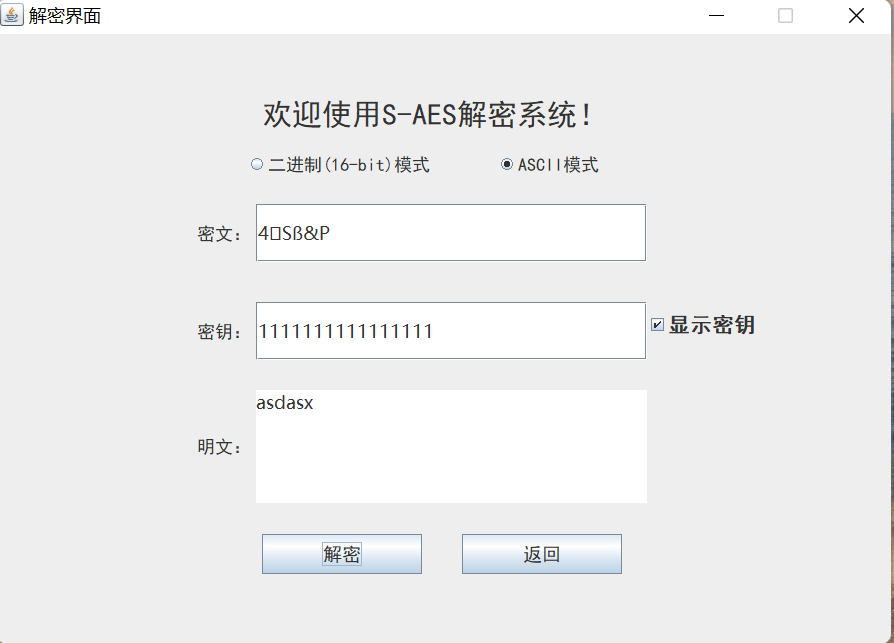 解密界面
欢迎使用S-AES解密系统！
二进制(16-bit)模式 ASCII模式
密文： 4▯Sß&P
密钥： 1111111111111111 显示密钥
明文： asdasx
解密 返回